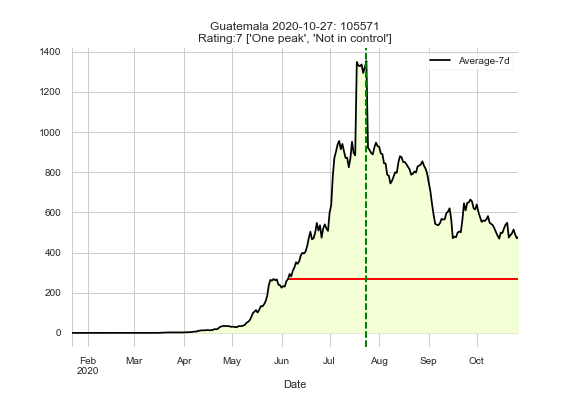 Guatemala 2020-10-27: 105571
Rating:7 ['One peak', 'Not in control']
1400
Average-7d
1200
1000
800
600
400
200
0
Feb Mar Apr May Jun Jul Aug Sep Oct
2020
Date